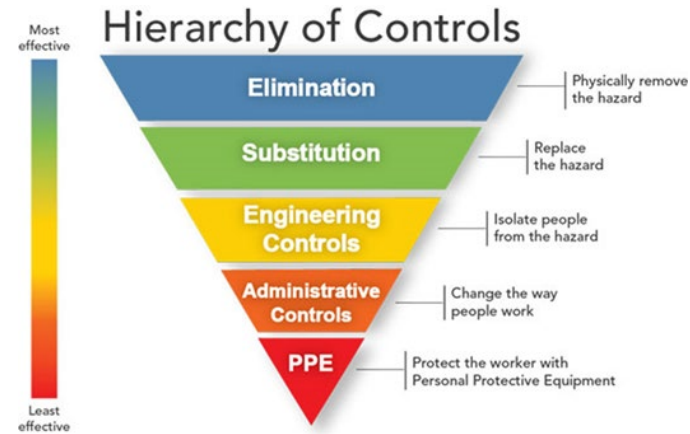 Hierarchy of Controls
Most
effective
Elimination
Physically remove
the hazard
Substitution
Replace
the hazard
Engineering
Controls
Isolate people
from the hazard
Administrative
Controls
Change the way
people work
PPE
Protect the worker with
Personal Protective Equipment
Least
effective